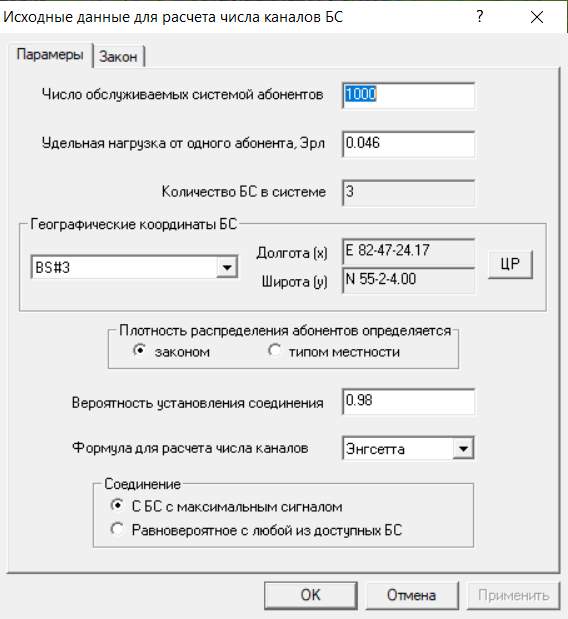 Исходные данные для расчета числа каналов БС ?
Парамеры Закон
Число обслуживаемых системой абонентов 1000
Удельная нагрузка от одного абонента, Эрл 0.046
Количество БС в системе 3
Географические координаты БС
BS#3
Долгота (x) E 82-47-24.17
Широта (y) N 55-2-4.00
ЦР
Плотность распределения абонентов определяется
законом типом местности
Вероятность установления соединения 0.98
Формула для расчета числа каналов Энгсетта
Соединение
С БС с максимальным сигналом
Равновероятное с любой из доступных БС
OK Отмена Применить